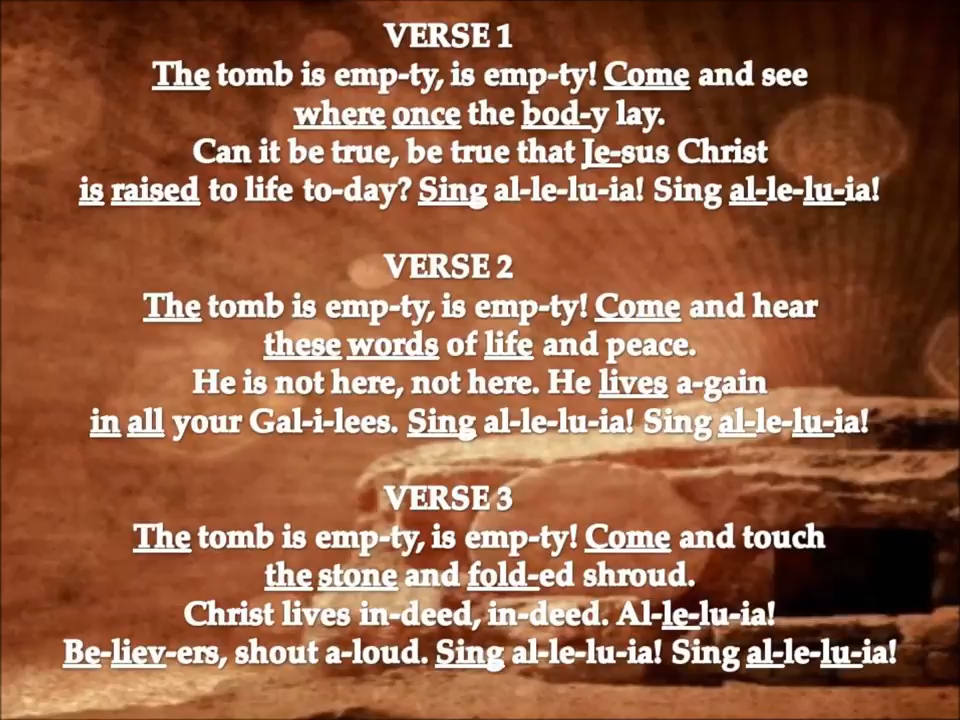 VERSE 1
The tomb is emp-ty, is emp-ty! Come and see
where once the bod-y lay.
Can it be true, be true that Je-sus Christ
is raised to life to-day? Sing al-le-lu-ia! Sing al-le-lu-ia!
VERSE 2
The tomb is emp-ty, is emp-ty! Come and hear
these words of life and peace.
He is not here, not here. He lives a-gain
in all your Gal-i-lees. Sing al-le-lu-ia! Sing al-le-lu-ia!
VERSE 3
The tomb is emp-ty, is emp-ty! Come and touch
the stone and fold-ed shroud.
Christ lives in-deed, in-deed. Al-le-lu-ia!
Be-liev-ers, shout a-loud. Sing al-le-lu-ia! Sing al-le-lu-ia!